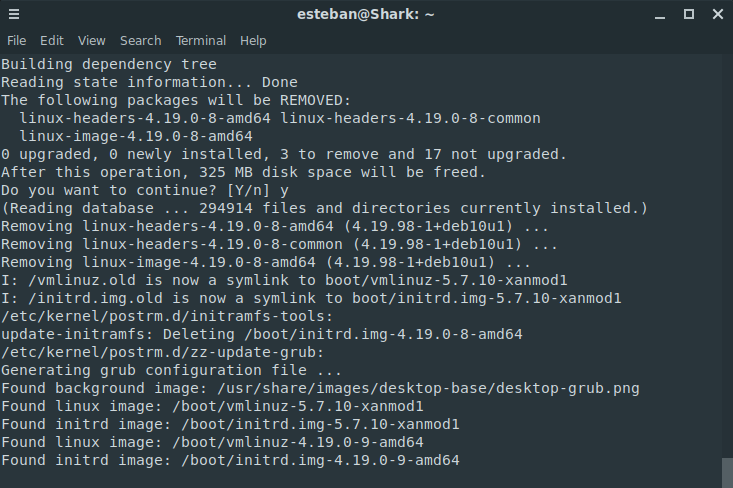 esteban@Shark: ~
File Edit View Search Terminal Help
Building dependency tree
Reading state information... Done
The following packages will be REMOVED:
  linux-headers-4.19.0-8-amd64 linux-headers-4.19.0-8-common
  linux-image-4.19.0-8-amd64
0 upgraded, 0 newly installed, 3 to remove and 17 not upgraded.
After this operation, 325 MB disk space will be freed.
Do you want to continue? [Y/n] y
(Reading database ... 294914 files and directories currently installed.)
Removing linux-headers-4.19.0-8-amd64 (4.19.98-1+deb10u1) ...
Removing linux-headers-4.19.0-8-common (4.19.98-1+deb10u1) ...
Removing linux-image-4.19.0-8-amd64 (4.19.98-1+deb10u1) ...
I: /vmlinuz.old is now a symlink to boot/vmlinuz-5.7.10-xanmod1
I: /initrd.img.old is now a symlink to boot/initrd.img-5.7.10-xanmod1
/etc/kernel/postrm.d/initramfs-tools:
update-initramfs: Deleting /boot/initrd.img-4.19.0-8-amd64
/etc/kernel/postrm.d/zz-update-grub:
Generating grub configuration file ...
Found background image: /usr/share/images/desktop-base/desktop-grub.png
Found linux image: /boot/vmlinuz-5.7.10-xanmod1
Found initrd image: /boot/initrd.img-5.7.10-xanmod1
Found linux image: /boot/vmlinuz-4.19.0-9-amd64
Found initrd image: /boot/initrd.img-4.19.0-9-amd64